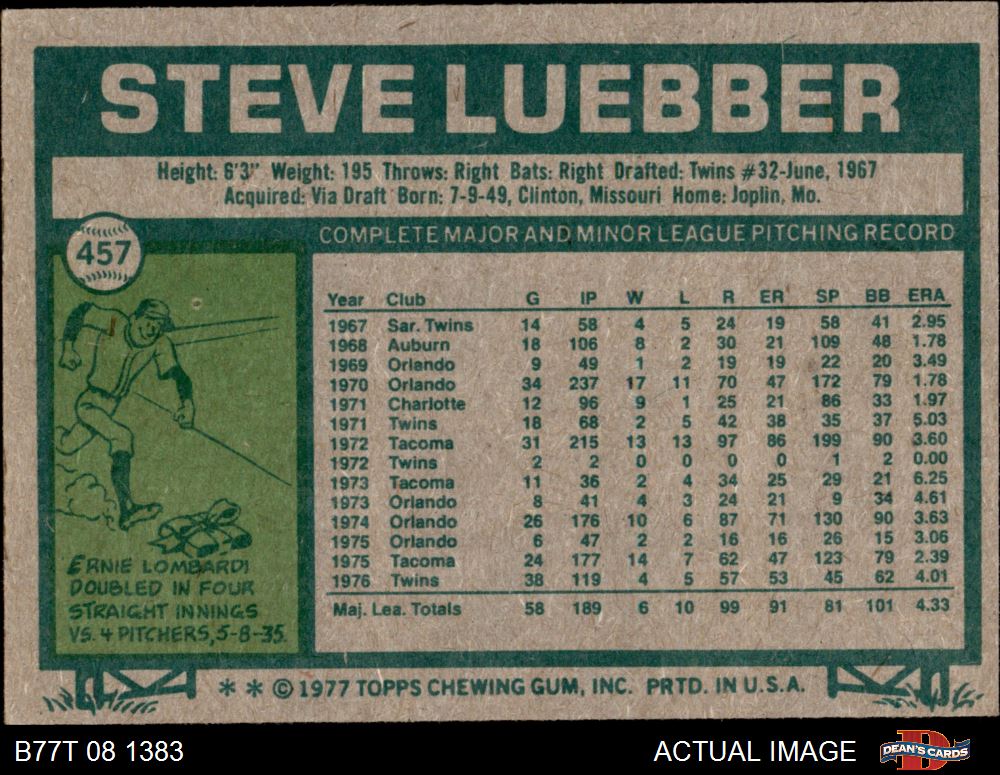 STEVE LUEBBER
Height: 6'3" Weight: 195 Throws: Right Bats: Right Drafted: Twins #32-June, 1967
Acquired: Via Draft Born: 7-9-49, Clinton, Missouri Home: Joplin, Mo.
457
COMPLETE MAJOR AND MINOR LEAGUE PITCHING RECORD
Year Club G IP W L R ER SP BB ERA
1967 Sar. Twins 14 58 4 5 24 19 58 41 2.95
1968 Auburn 18 106 8 2 30 21 109 48 1.78
1969 Orlando 9 49 1 2 19 19 22 20 3.49
1970 Orlando 34 237 17 11 70 47 172 79 1.78
1971 Charlotte 12 96 9 1 25 21 86 33 1.97
1971 Twins 18 68 2 5 42 38 35 37 5.03
1972 Tacoma 31 215 13 13 97 86 199 90 3.60
1972 Twins 2 2 0 0 0 0 1 2 0.00
1973 Tacoma 11 36 2 4 34 25 29 21 6.25
1973 Orlando 8 41 4 3 24 21 9 34 4.61
1974 Orlando 26 176 10 6 87 71 130 90 3.63
1975 Orlando 6 47 2 2 16 16 26 15 3.06
1975 Tacoma 24 177 14 7 62 47 123 79 2.39
1976 Twins 38 119 4 5 57 53 45 62 4.01
Maj. Lea. Totals 58 189 6 10 99 91 81 101 4.33
ERNIE LOMBARDI
DOUBLED IN FOUR
STRAIGHT INNINGS
VS. 4 PITCHERS, 5-8-35.
* * © 1977 TOPPS CHEWING GUM, INC. PRTD. IN U.S.A.
B77T 08 1383
ACTUAL IMAGE
D
DEAN'S CARDS